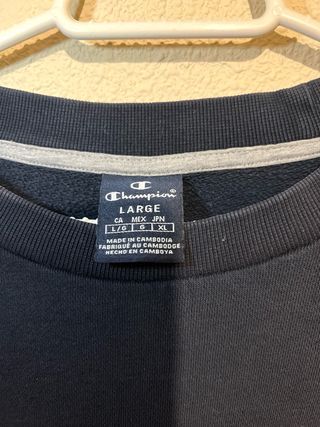 Champion
LARGE
CA MEX JPN
L/G G XL
MADE IN CAMBODIA
FABRIQUÉ AU CAMBODGE
HECHO EN CAMBOYA